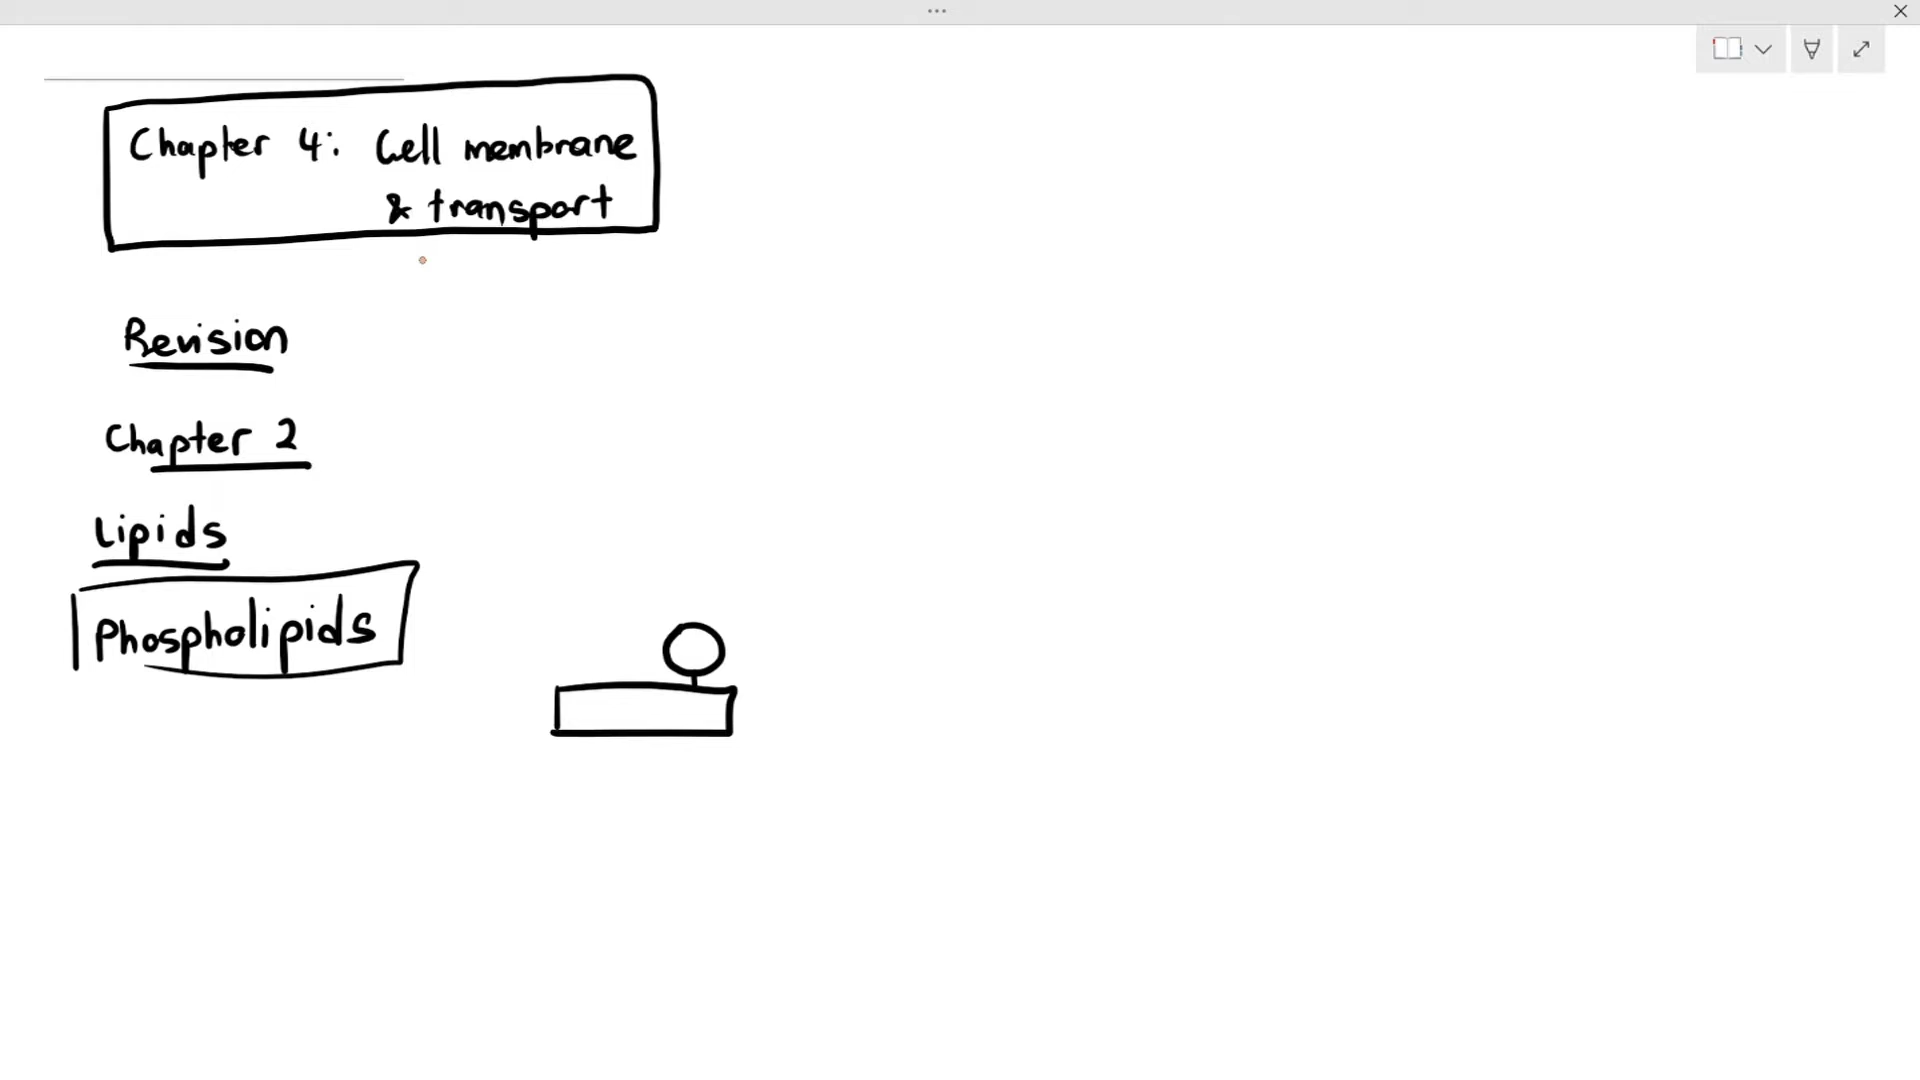 Chapter 4: Cell membrane
& transport
Revision
Chapter 2
Lipids
Phospholipids